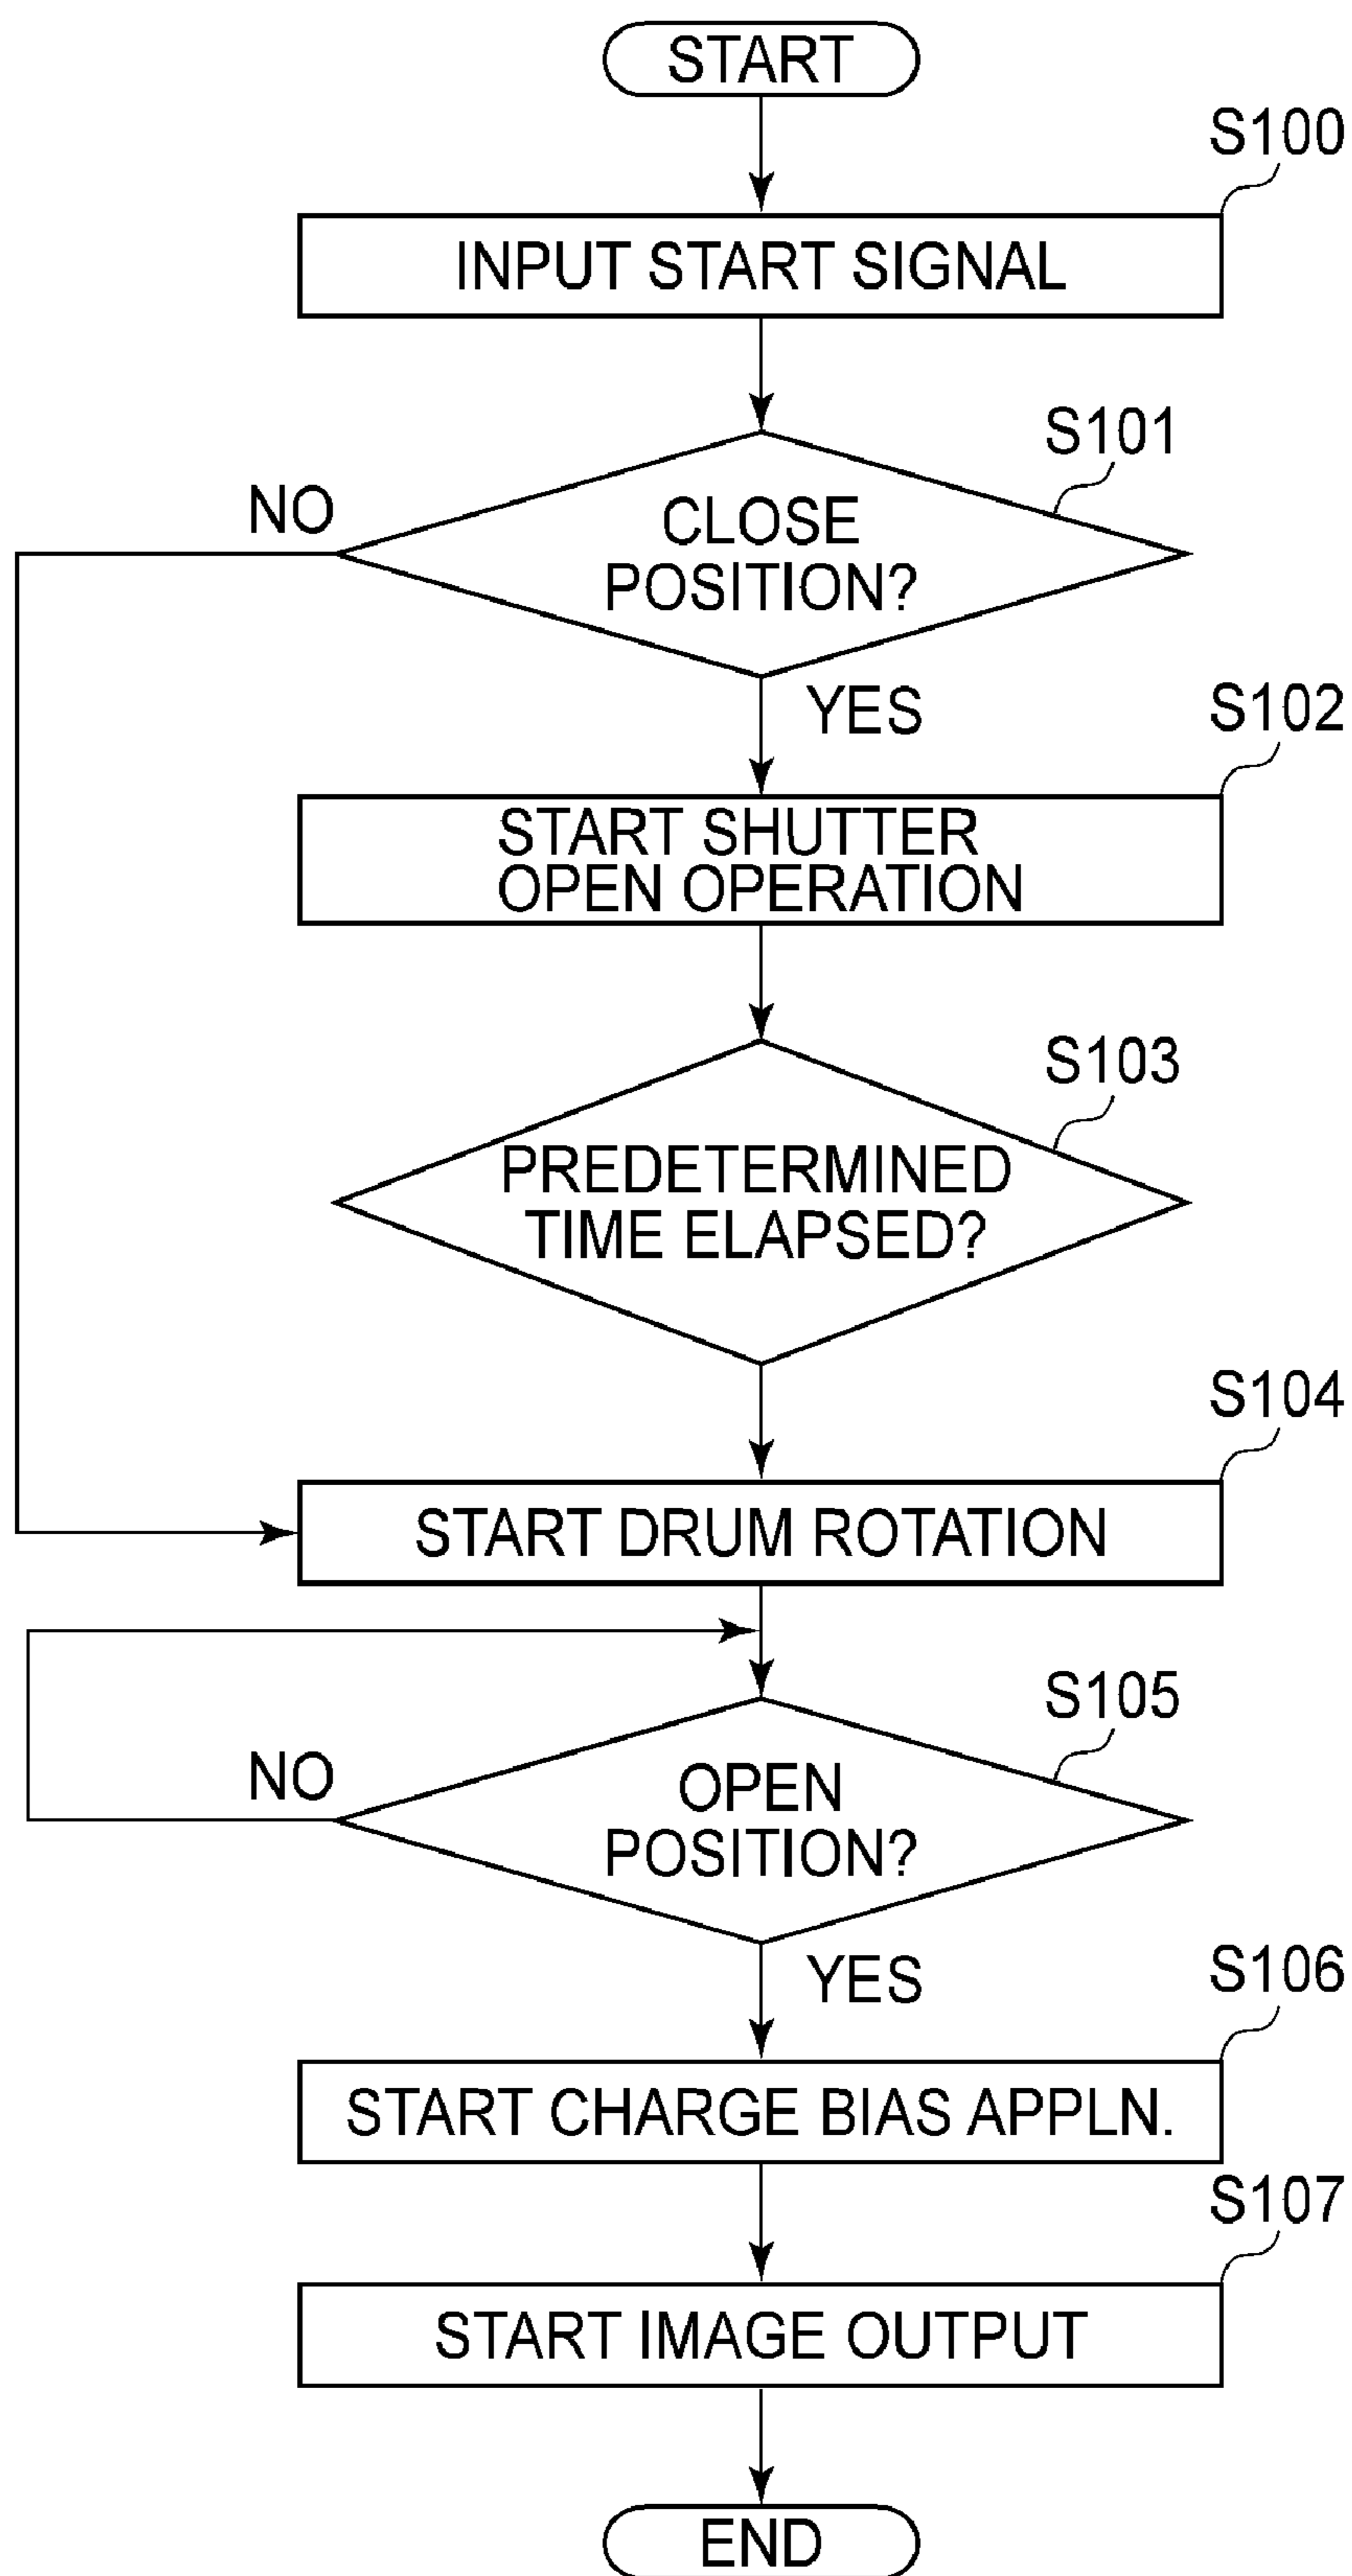 START
S100
INPUT START SIGNAL
S101
NO
CLOSE
POSITION?
YES
S102
START SHUTTER
OPEN OPERATION
S103
PREDETERMINED
TIME ELAPSED?
S104
START DRUM ROTATION
S105
NO
OPEN
POSITION?
YES
S106
START CHARGE BIAS APPLN.
S107
START IMAGE OUTPUT
END